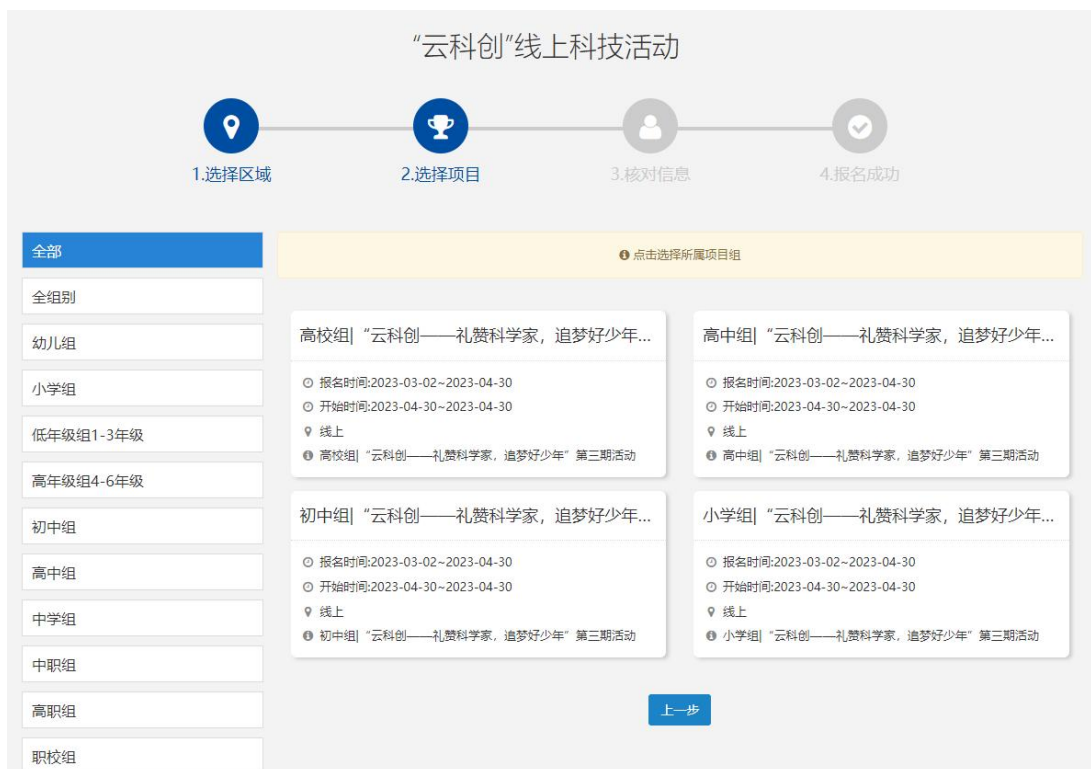 “云科创”线上科技活动
1.选择区域
2.选择项目
3.核对信息
4.报名成功
全部
全组别
幼儿组
小学组
低年级组1-3年级
高年级组4-6年级
初中组
高中组
中学组
中职组
高职组
职校组
点击选择所属项目组
高校组|“云科创——礼赞科学家，追梦好少年...
报名时间:2023-03-02~2023-04-30
开始时间:2023-04-30~2023-04-30
线上
高校组|“云科创——礼赞科学家，追梦好少年”第三期活动
高中组|“云科创——礼赞科学家，追梦好少年...
报名时间:2023-03-02~2023-04-30
开始时间:2023-04-30~2023-04-30
线上
高中组|“云科创——礼赞科学家，追梦好少年”第三期活动
初中组|“云科创——礼赞科学家，追梦好少年...
报名时间:2023-03-02~2023-04-30
开始时间:2023-04-30~2023-04-30
线上
初中组|“云科创——礼赞科学家，追梦好少年”第三期活动
小学组|“云科创——礼赞科学家，追梦好少年...
报名时间:2023-03-02~2023-04-30
开始时间:2023-04-30~2023-04-30
线上
小学组|“云科创——礼赞科学家，追梦好少年”第三期活动
上一步